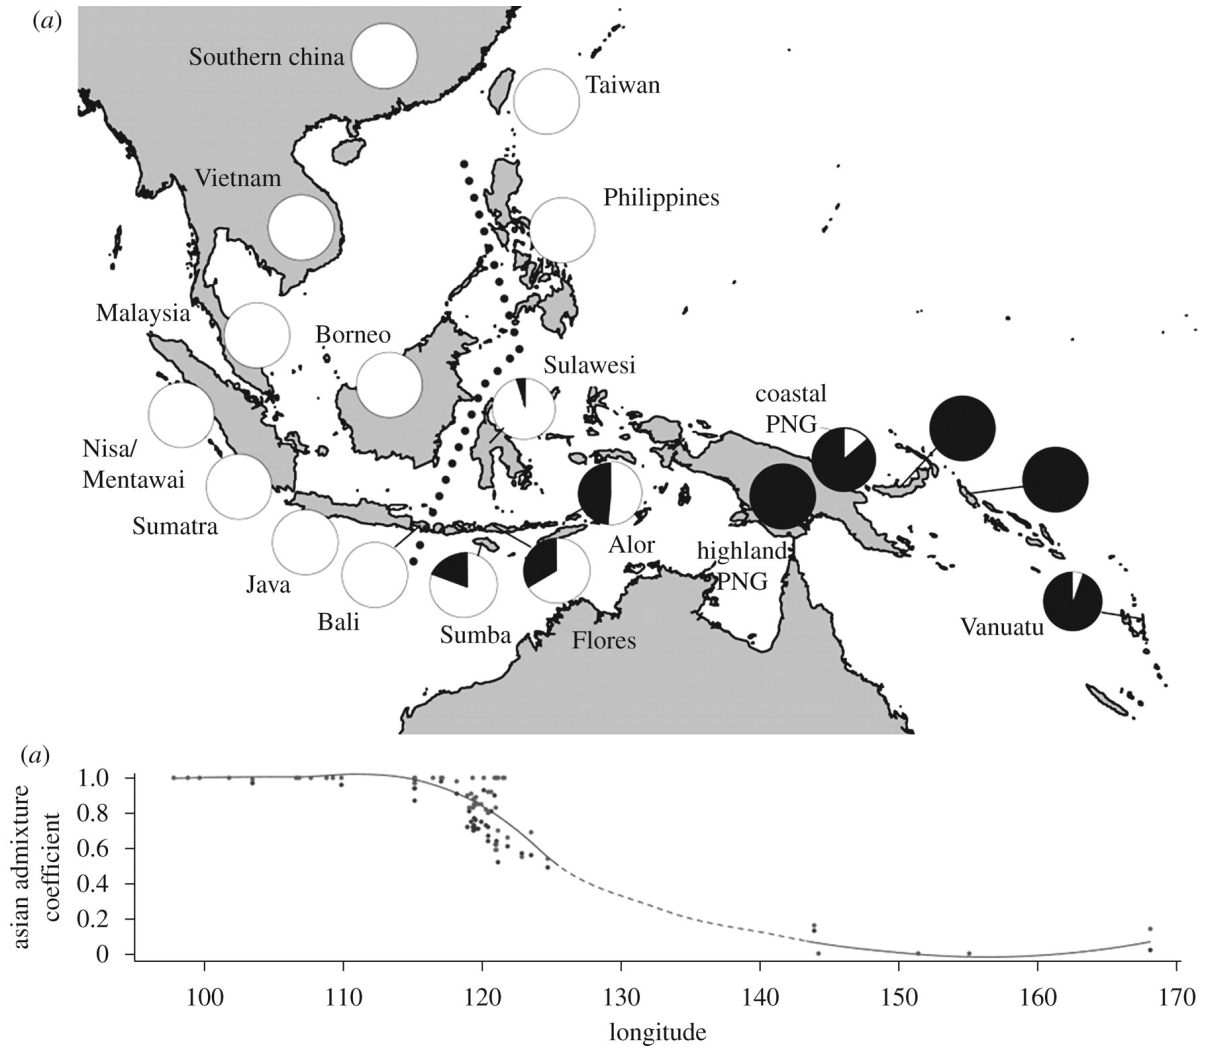 (a)
Southern china
Taiwan
Vietnam
Philippines
Malaysia
Borneo
Sulawesi
coastal
PNG
Nisa/
Mentawai
Sumatra
Alor
highland
PNG
Java
Bali
Sumba
Flores
Vanuatu
(a)
asian admixture
coefficient
1.0
0.8
0.6
0.4
0.2
0
100 110 120 130 140 150 160 170
longitude